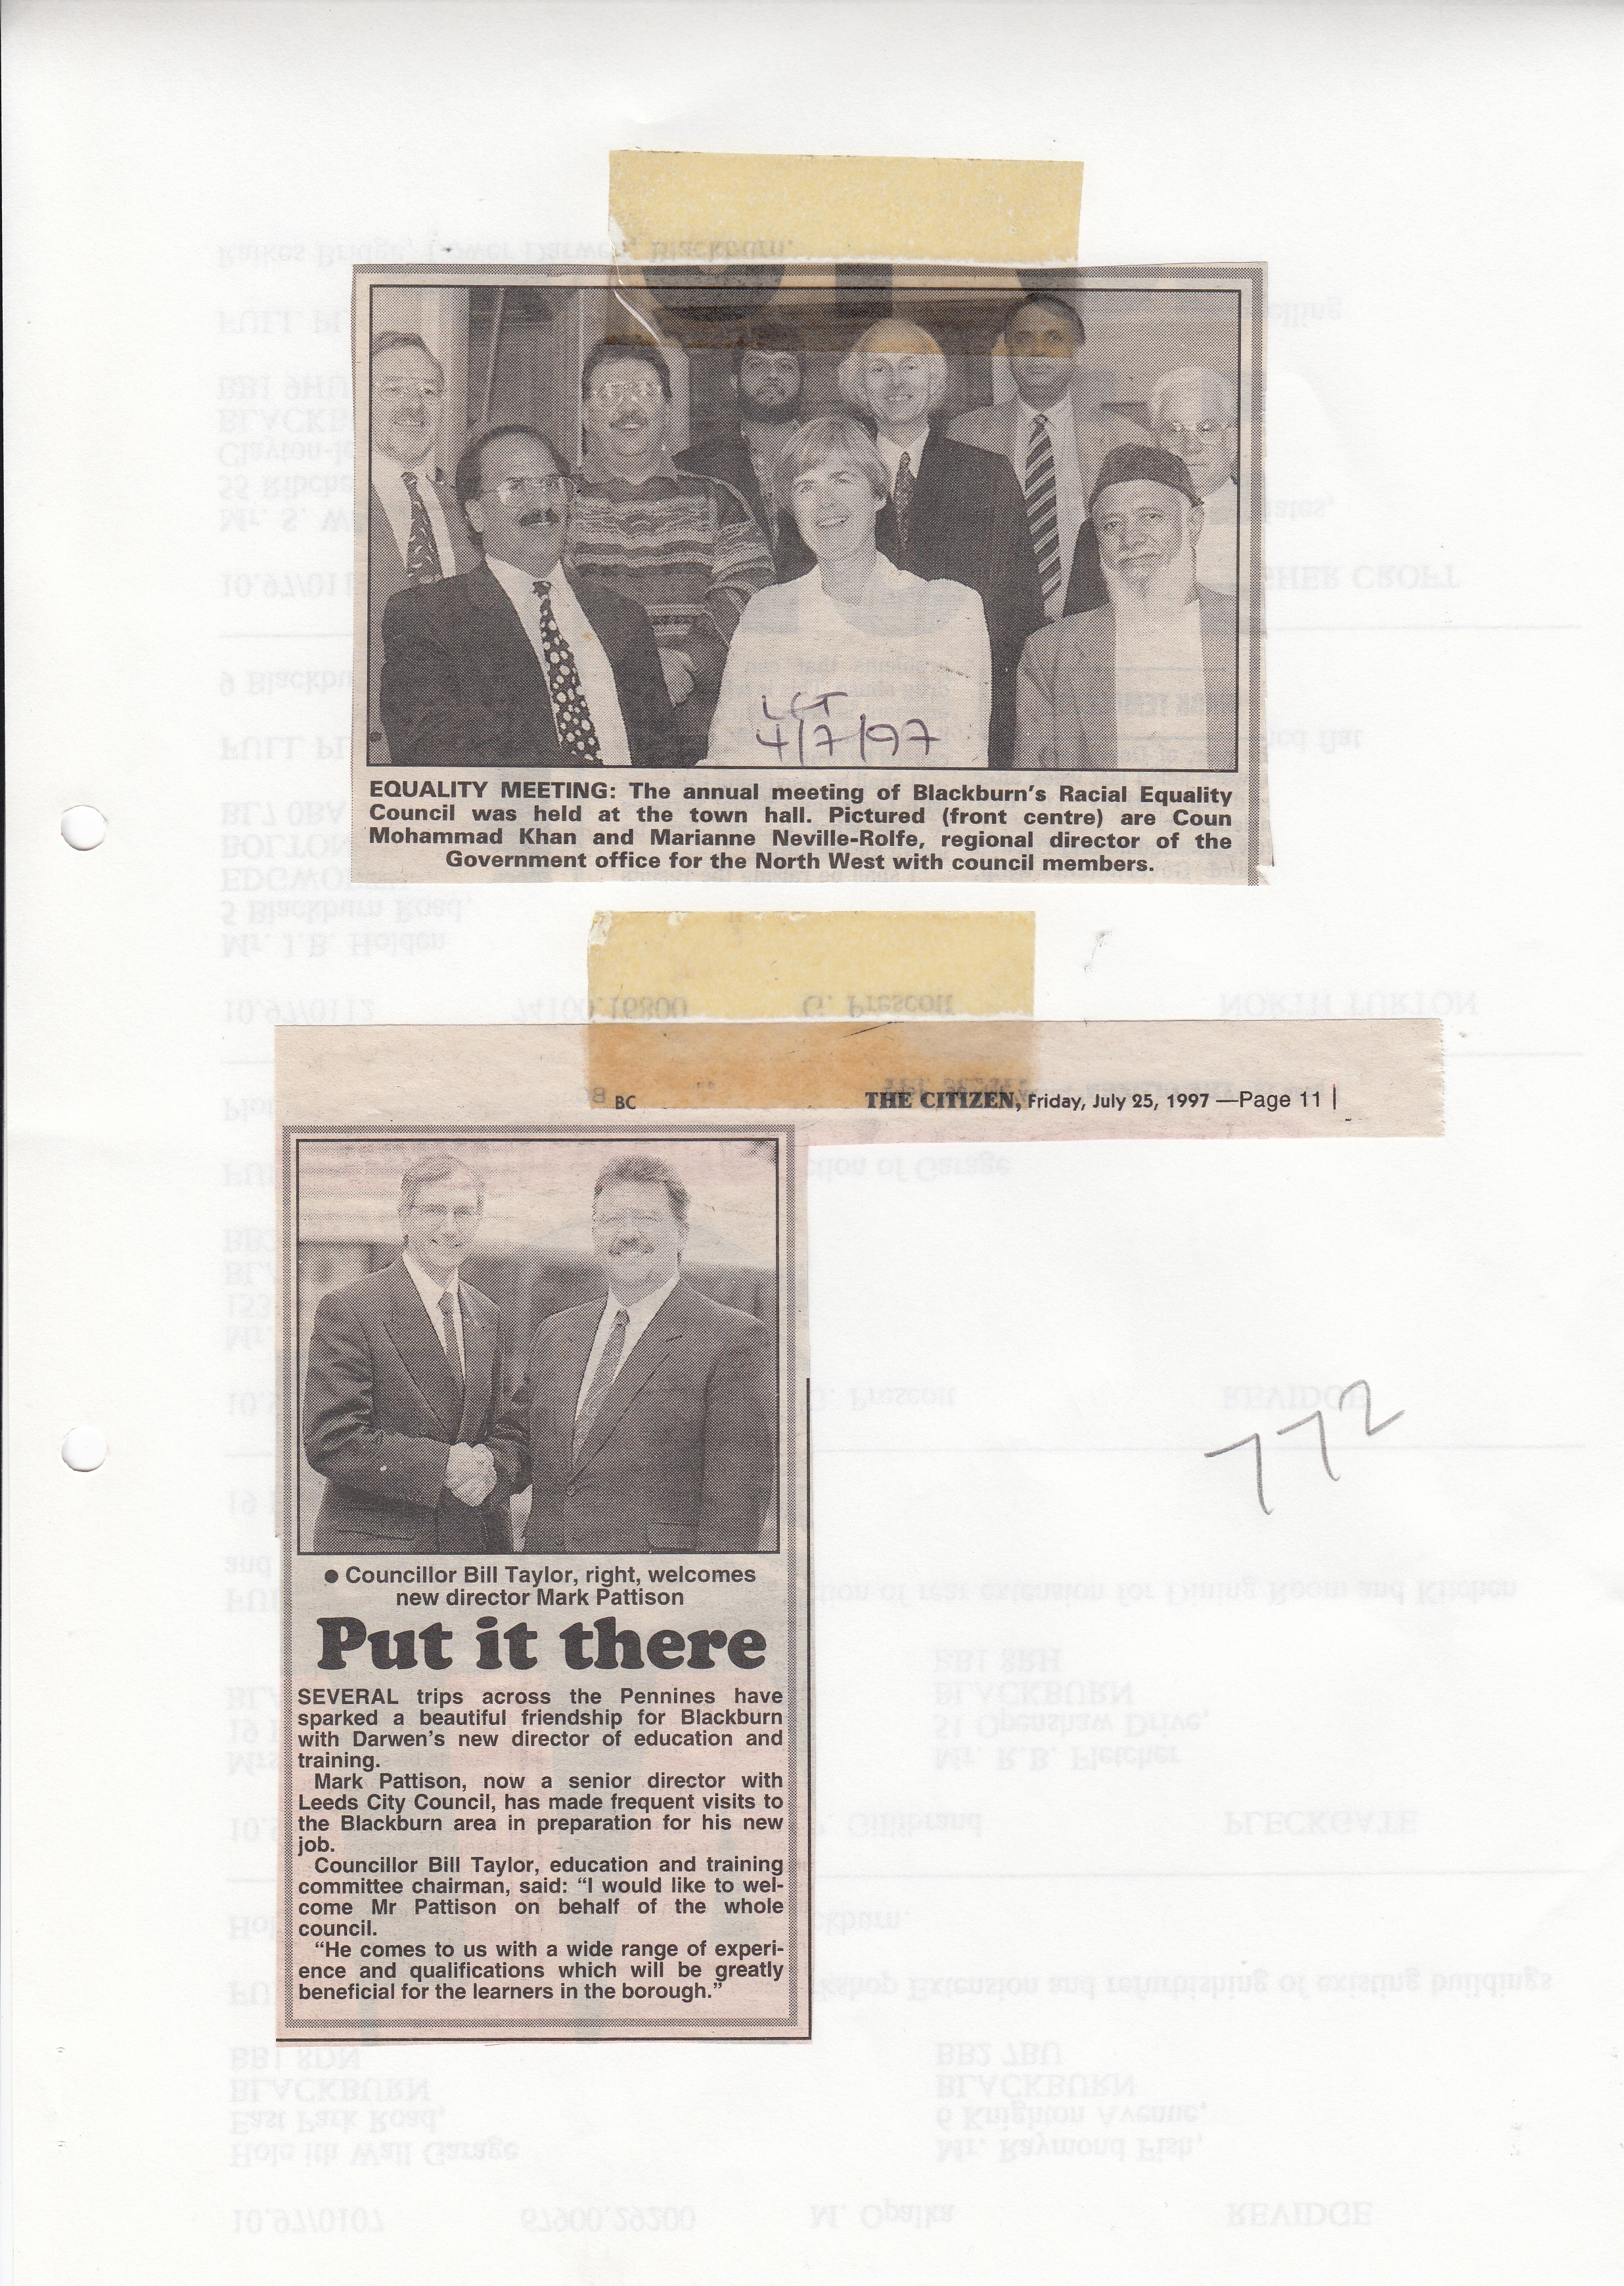 LET
4/7/97
EQUALITY MEETING: The annual meeting of Blackburn's Racial Equality
Council was held at the town hall. Pictured (front centre) are Coun
Mohammad Khan and Marianne Neville-Rolfe, regional director of the
Government office for the North West with council members.
BC
THE CITIZEN, Friday, July 25, 1997 —Page 11
● Councillor Bill Taylor, right, welcomes
new director Mark Pattison
Put it there
SEVERAL trips across the Pennines have
sparked a beautiful friendship for Blackburn
with Darwen's new director of education and
training.
Mark Pattison, now a senior director with
Leeds City Council, has made frequent visits to
the Blackburn area in preparation for his new
job.
Councillor Bill Taylor, education and training
committee chairman, said: “I would like to wel-
come Mr Pattison on behalf of the whole
council.
“He comes to us with a wide range of experi-
ence and qualifications which will be greatly
beneficial for the learners in the borough.”
772